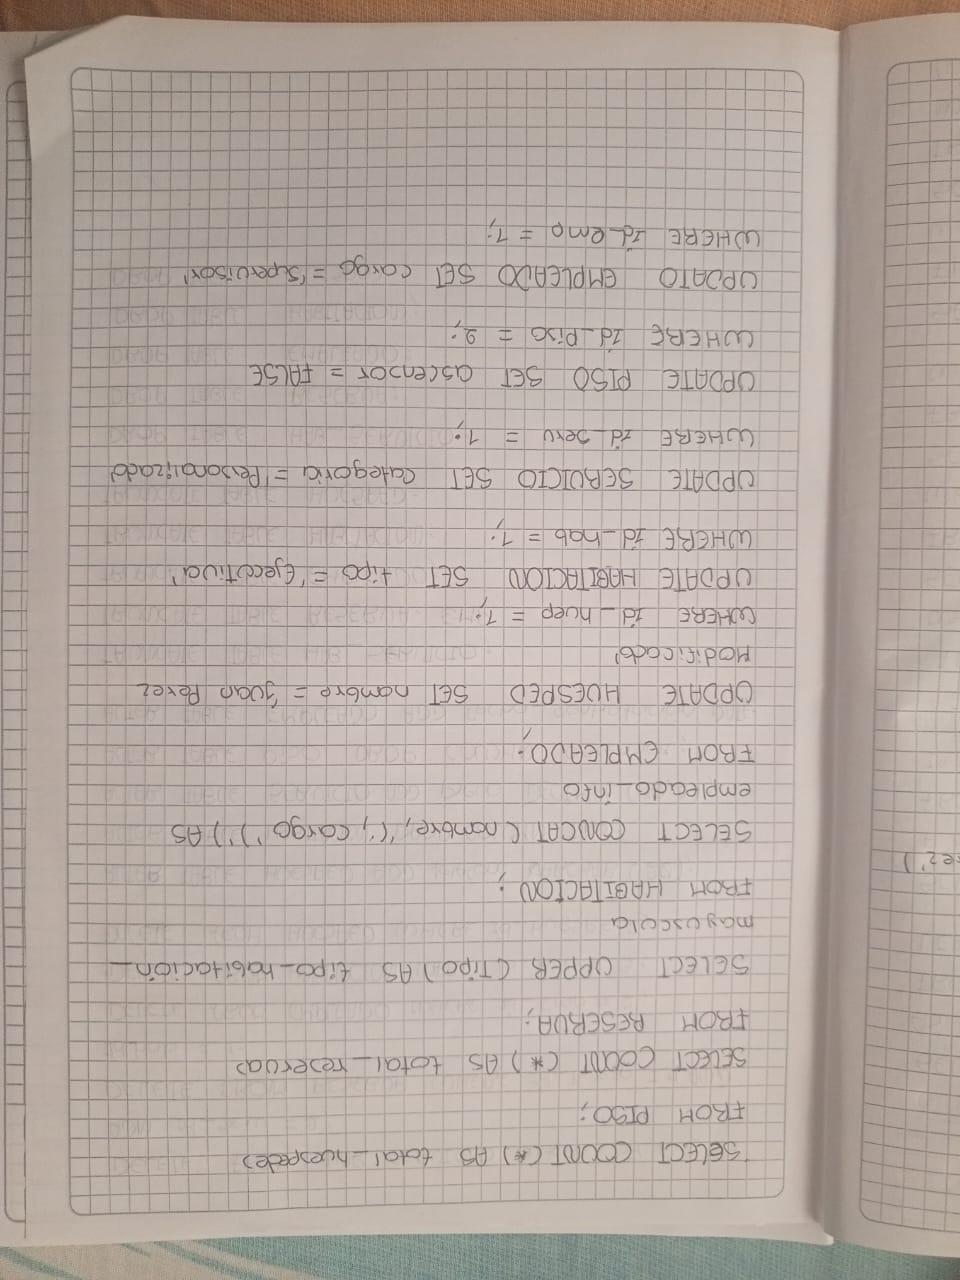 SELECT COUNT (*) AS total_huespedes
FROM PISO;
SELECT COUNT (*) AS total_reservas
FROM RESERVA;
SELECT UPPER (Tipo) AS tipo_habitación_
mayuscula
FROM HABITACION;
SELECT CONCAT (nombre, '(', cargo, ')') AS
empleado_info
FROM EMPLEADO;
UPDATE HUESPED SET nombre = 'Juan Perez
Modificado'
WHERE id_huep = 1;
UPDATE HABITACION SET tipo = 'Ejecutiva'
WHERE id_hab = 1;
UPDATE SERVICIO SET categoria = 'Personalizado'
WHERE id_serv = 1;
UPDATE PISO SET ascensor = FALSE
WHERE id_Piso = 2;
UPDATO EMPLEADO SET cargo = 'Supervisor'
WHERE id_emp = 1;